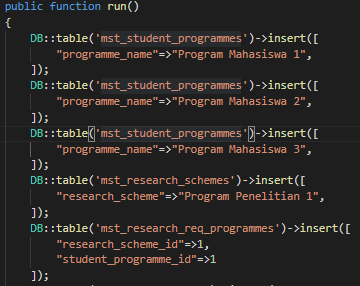 public function run()
{
DB::table('mst_student_programmes')->insert([
"programme_name"=>"Program Mahasiswa 1",
]);
DB::table('mst_student_programmes')->insert([
"programme_name"=>"Program Mahasiswa 2",
]);
DB::table('mst_student_programmes')->insert([
"programme_name"=>"Program Mahasiswa 3",
]);
DB::table('mst_research_schemes')->insert([
"research_scheme"=>"Program Penelitian 1",
]);
DB::table('mst_research_req_programmes')->insert([
"research_scheme_id"=>1,
"student_programme_id"=>1
]);